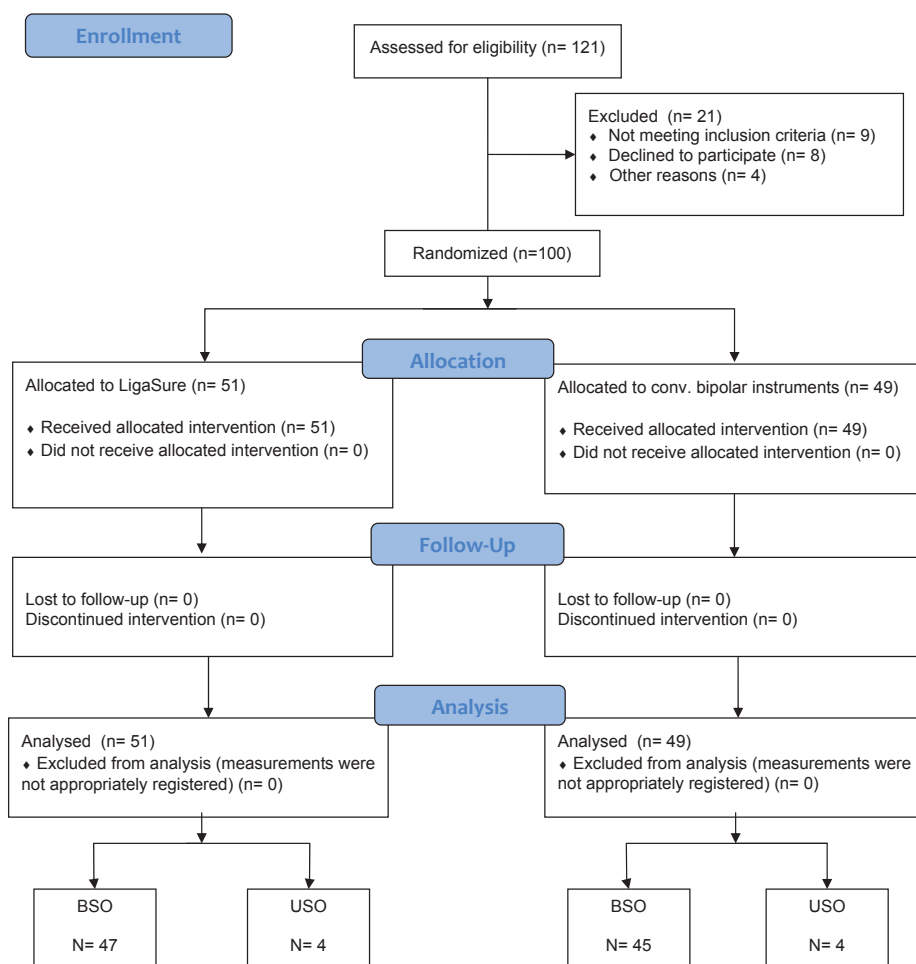 Enrollment
Assessed for eligibility (n= 121)
Excluded (n= 21)
♦ Not meeting inclusion criteria (n= 9)
♦ Declined to participate (n= 8)
♦ Other reasons (n= 4)
Randomized (n=100)
Allocation
Allocated to LigaSure (n= 51)
♦ Received allocated intervention (n= 51)
♦ Did not receive allocated intervention (n= 0)
Allocated to conv. bipolar instruments (n= 49)
♦ Received allocated intervention (n= 49)
♦ Did not receive allocated intervention (n= 0)
Follow-Up
Lost to follow-up (n= 0)
Discontinued intervention (n= 0)
Lost to follow-up (n= 0)
Discontinued intervention (n= 0)
Analysis
Analysed (n= 51)
♦ Excluded from analysis (measurements were
not appropriately registered) (n= 0)
Analysed (n= 49)
♦ Excluded from analysis (measurements were
not appropriately registered) (n= 0)
BSO
N= 47
USO
N= 4
BSO
N= 45
USO
N= 4